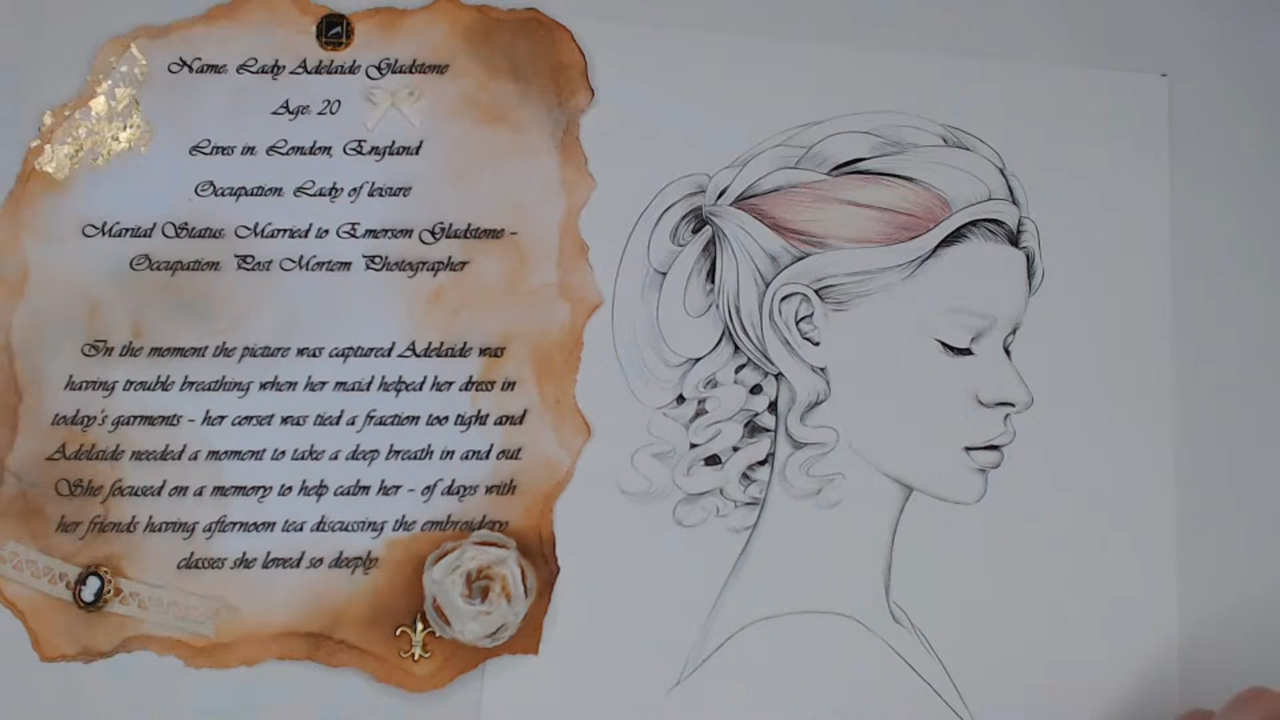 Name: Lady Adelaide Gladstone
Age: 20
Lives in: London, England
Occupation: Lady of leisure
Marital Status: Married to Emerson Gladstone -
Occupation: Post Mortem Photographer
In the moment the picture was captured Adelaide was
having trouble breathing when her maid helped her dress in
today's garments - her corset was tied a fraction too tight and
Adelaide needed a moment to take a deep breath in and out.
She focused on a memory to help calm her - of days with
her friends having afternoon tea discussing the embroidery
classes she loved so deeply.